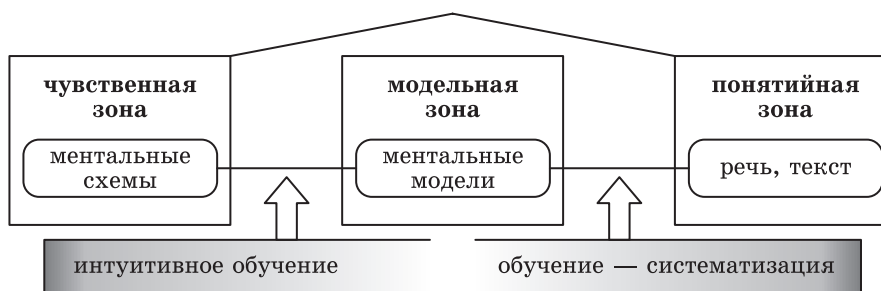 чувственная
зона
ментальные
схемы
модельная
зона
ментальные
модели
понятийная
зона
речь, текст
интуитивное обучение
обучение — систематизация